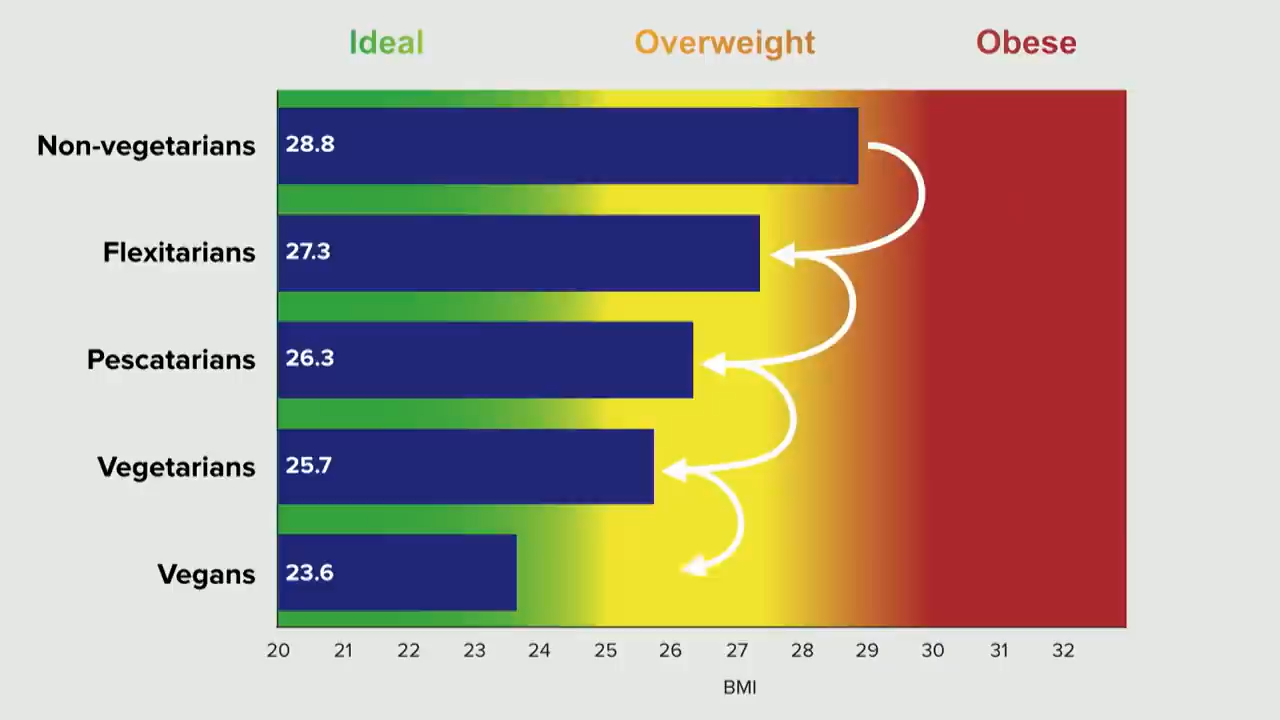 Ideal Overweight Obese
Non-vegetarians 28.8
Flexitarians 27.3
Pescatarians 26.3
Vegetarians 25.7
Vegans 23.6
20 21 22 23 24 25 26 27 28 29 30 31 32
BMI